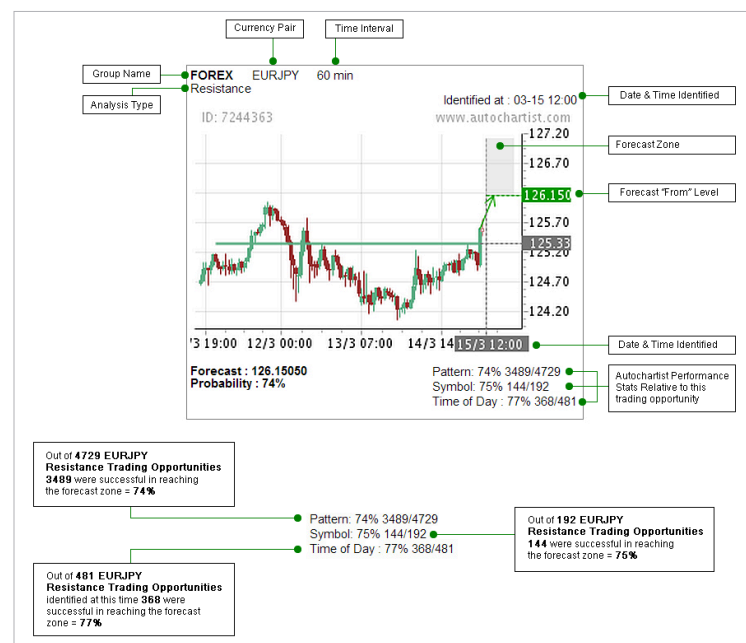 Currency Pair
Time Interval
Group Name
FOREX EURJPY 60 min
Resistance
Analysis Type
Identified at : 03-15 12:00
Date & Time Identified
ID: 7244363
www.autochartist.com
127.20
Forecast Zone
126.70
126.150
Forecast "From" Level
125.70
125.33
125.20
124.70
124.20
'3 19:00 12/3 00:00 13/3 07:00 14/3 14 15/3 12:00
Date & Time Identified
Forecast : 126.15050
Probability : 74%
Pattern: 74% 3489/4729
Symbol: 75% 144/192
Time of Day : 77% 368/481
Autochartist Performance
Stats Relative to this
trading opportunity
Out of 4729 EURJPY
Resistance Trading Opportunities
3489 were successful in reaching
the forecast zone = 74%
Pattern: 74% 3489/4729
Symbol: 75% 144/192
Time of Day : 77% 368/481
Out of 192 EURJPY
Resistance Trading Opportunities
144 were successful in reaching
the forecast zone = 75%
Out of 481 EURJPY
Resistance Trading Opportunities
identified at this time 368 were
successful in reaching the forecast
zone = 77%